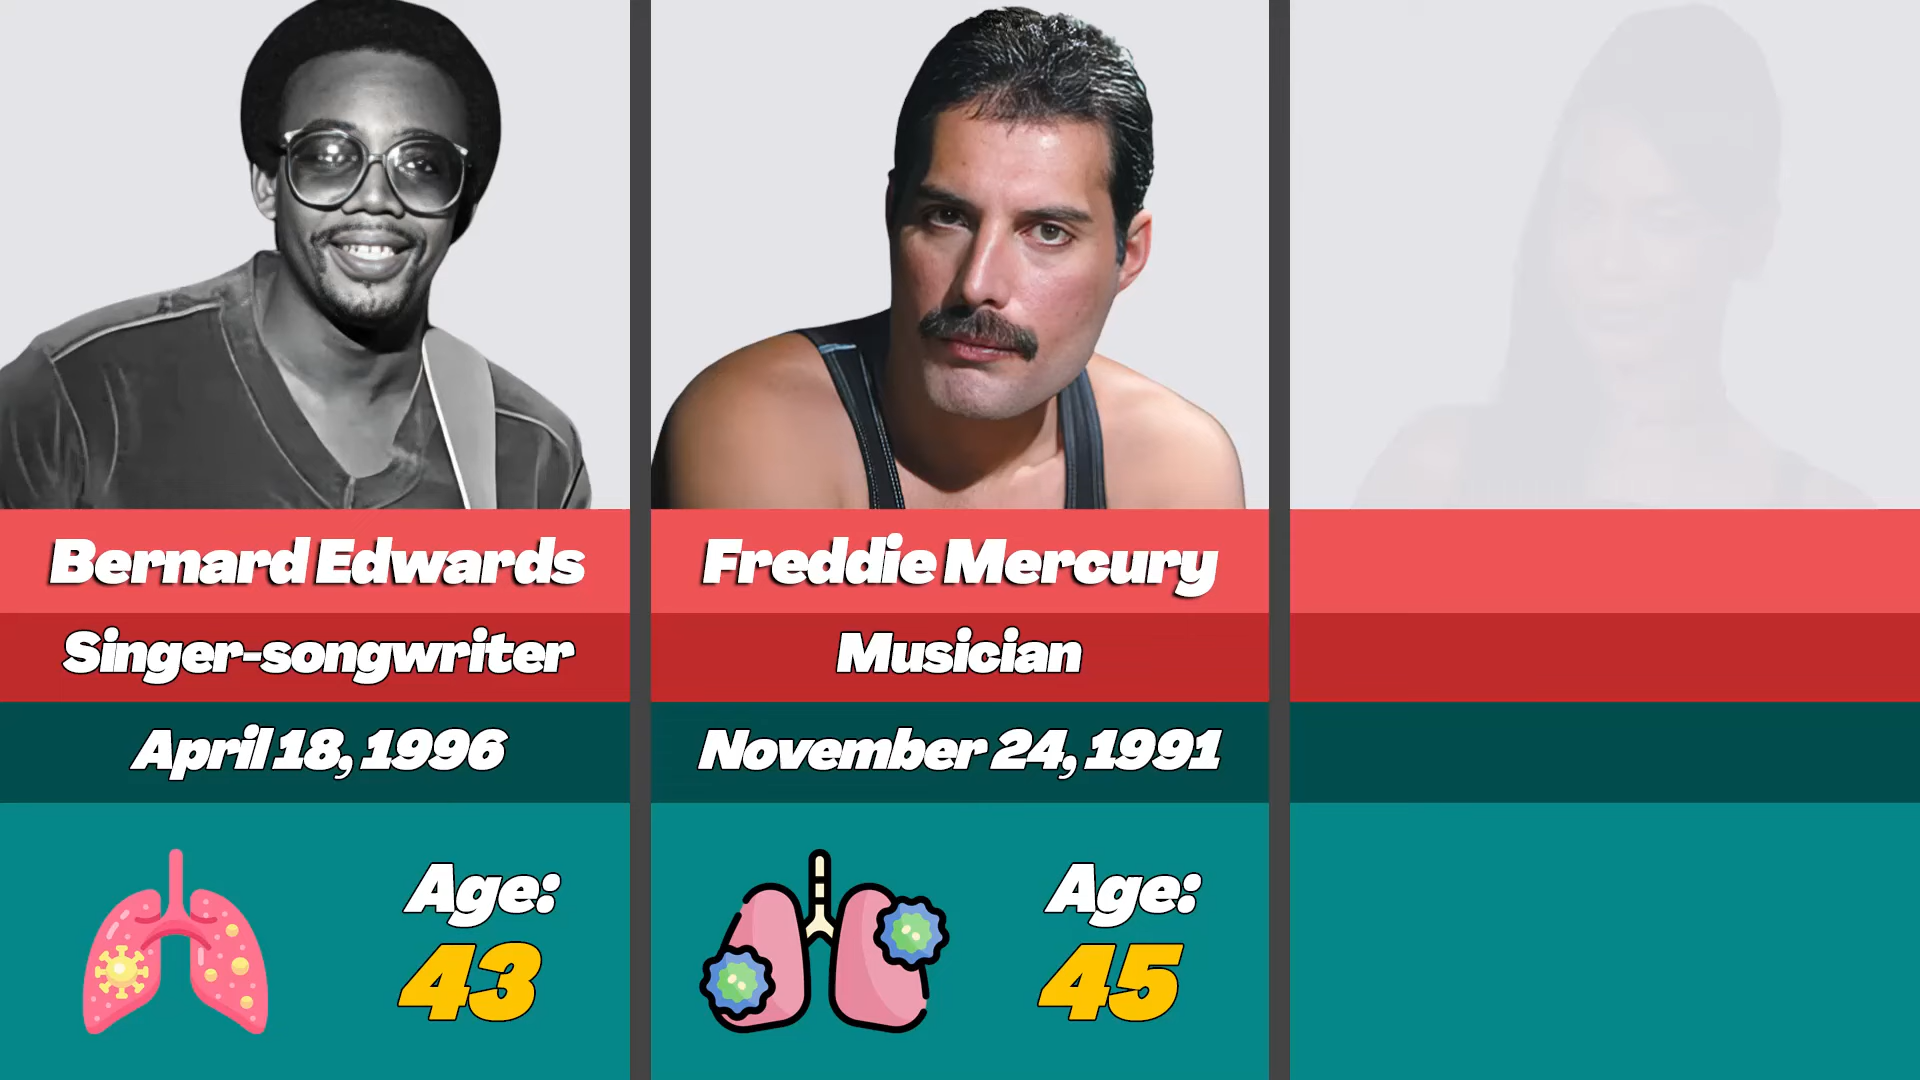 Bernard Edwards
Singer-songwriter
April 18, 1996
Age:
43
Freddie Mercury
Musician
November 24, 1991
Age:
45